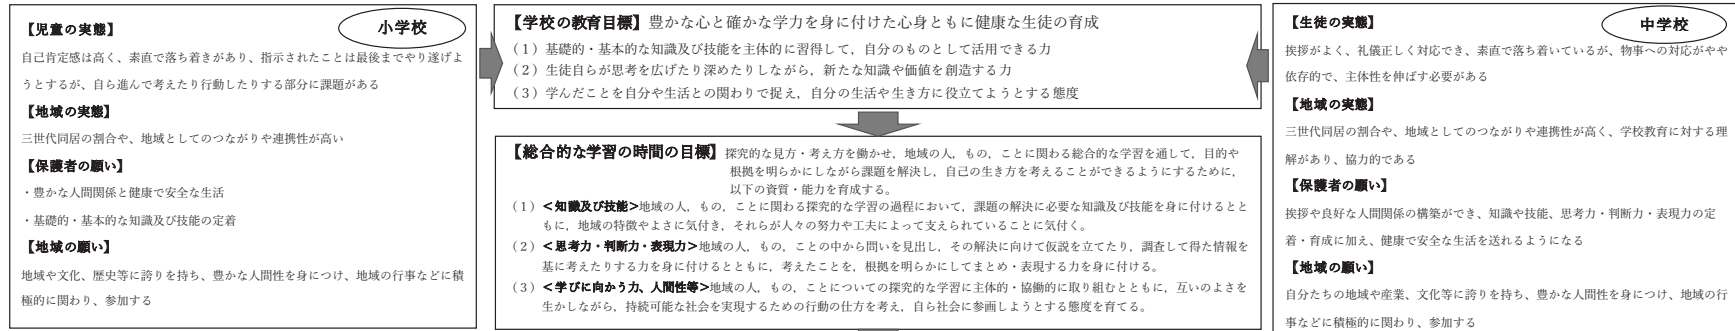 小学校
【児童の実態】
自己肯定感は高く、素直で落ち着きがあり、指示されたことは最後までやり遂げよ
うとするが、自ら進んで考えたり行動したりする部分に課題がある
【地域の実態】
三世代同居の割合や、地域としてのつながりや連携性が高い
【保護者の願い】
・豊かな人間関係と健康で安全な生活
・基礎的・基本的な知識及び技能の定着
【地域の願い】
地域や文化、歴史等に誇りを持ち、豊かな人間性を身につけ、地域の行事などに積
極的に関わり、参加する
【学校の教育目標】豊かな心と確かな学力を身に付けた心身ともに健康な生徒の育成
（１）基礎的・基本的な知識及び技能を主体的に習得して，自分のものとして活用できる力
（２）生徒自らが思考を広げたり深めたりしながら，新たな知識や価値を創造する力
（３）学んだことを自分や生活との関わりで捉え，自分の生活や生き方に役立てようとする態度
【総合的な学習の時間の目標】探究的な見方・考え方を働かせ，地域の人，もの，ことに関わる総合的な学習を通して，目的や
根拠を明らかにしながら課題を解決し，自己の生き方を考えることができるようにするために，
以下の資質・能力を育成する。
（１）＜知識及び技能＞地域の人，もの，ことに関わる探究的な学習の過程において，課題の解決に必要な知識及び技能を身に付けるとと
もに，地域の特徴やよさに気付き，それらが人々の努力や工夫によって支えられていることに気付く。
（２）＜思考力・判断力・表現力＞地域の人，もの，ことの中から問いを見出し，その解決に向けて仮説を立てたり，調査して得た情報を
基に考えたりする力を身に付けるとともに，考えたことを，根拠を明らかにしてまとめ・表現する力を身に付ける。
（３）＜学びに向かう力、人間性等＞地域の人，もの，ことについての探究的な学習に主体的・協働的に取り組むとともに，互いのよさを
生かしながら，持続可能な社会を実現するための行動の仕方を考え，自ら社会に参画しようとする態度を育てる。
中学校
【生徒の実態】
挨拶がよく、礼儀正しく対応でき、素直で落ち着いているが、物事への対応がやや
依存的で、主体性を伸ばす必要がある
【地域の実態】
三世代同居の割合や、地域としてのつながりや連携性が高く、学校教育に対する理
解があり、協力的である
【保護者の願い】
挨拶や良好な人間関係の構築ができ、知識や技能、思考力・判断力・表現力の定
着・育成に加え、健康で安全な生活を送れるようになる
【地域の願い】
自分たちの地域や産業、文化等に誇りを持ち、豊かな人間性を身につけ、地域の行
事などに積極的に関わり、参加する